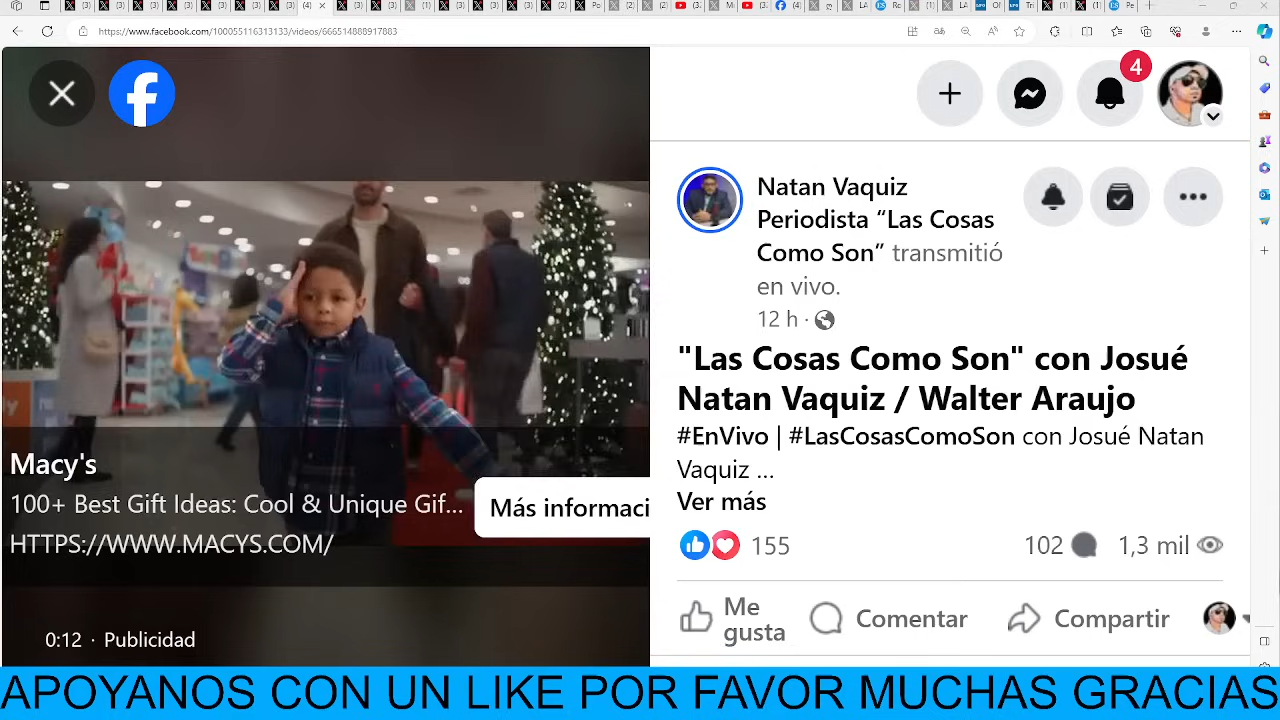 https://www.facebook.com/100055116313133/videos/666514888917883
4
Natan Vaquiz
Periodista “Las Cosas
Como Son” transmitió
en vivo.
12 h ·
"Las Cosas Como Son" con Josué
Natan Vaquiz / Walter Araujo
#EnVivo | #LasCosasComoSon con Josué Natan
Vaquiz ...
Ver más
155
102
1,3 mil
Me gusta
Comentar
Compartir
Macy's
100+ Best Gift Ideas: Cool & Unique Gif...
HTTPS://WWW.MACYS.COM/
Más informaci
0:12 · Publicidad
APOYANOS CON UN LIKE POR FAVOR MUCHAS GRACIAS